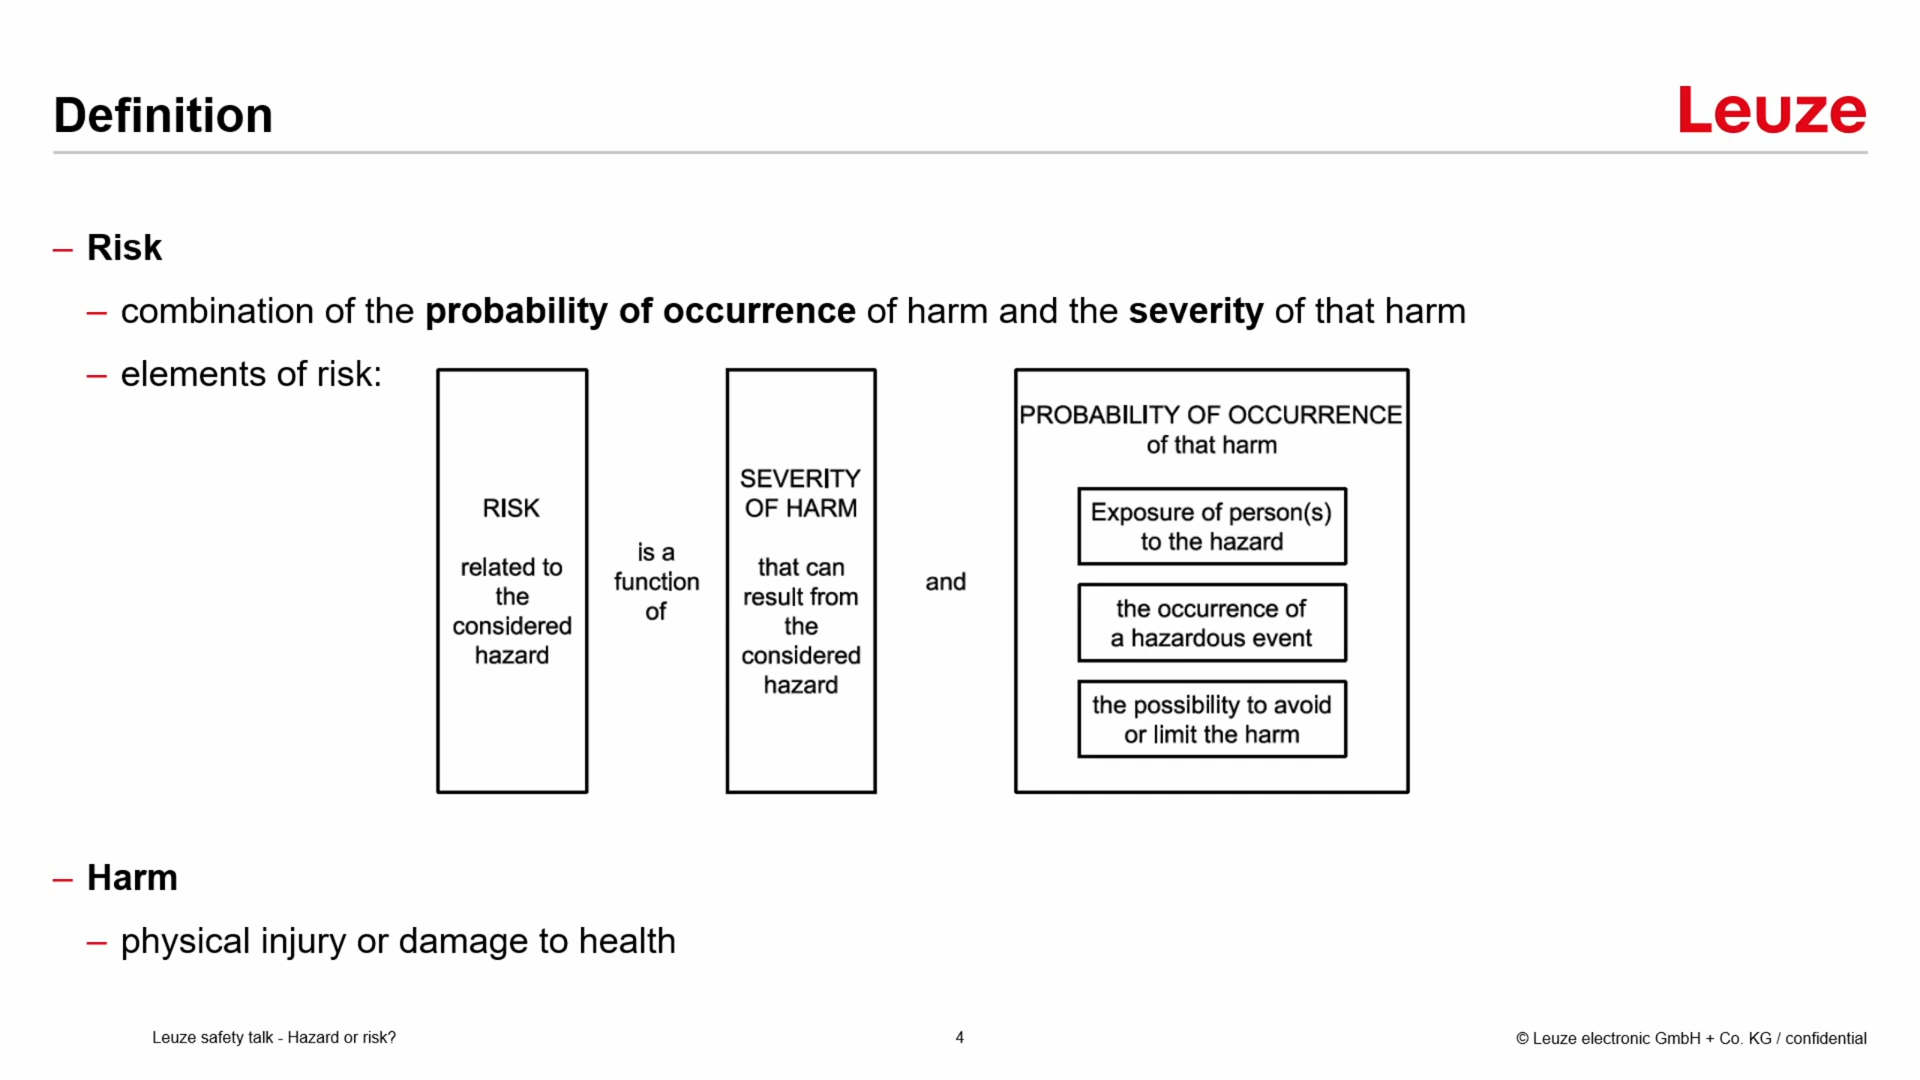 Definition
Leuze
– Risk
– combination of the probability of occurrence of harm and the severity of that harm
– elements of risk:
RISK
related to
the
considered
hazard
is a
function
of
SEVERITY
OF HARM
that can
result from
the
considered
hazard
and
PROBABILITY OF OCCURRENCE
of that harm
Exposure of person(s)
to the hazard
the occurrence of
a hazardous event
the possibility to avoid
or limit the harm
– Harm
– physical injury or damage to health
Leuze safety talk - Hazard or risk?
4
© Leuze electronic GmbH + Co. KG / confidential